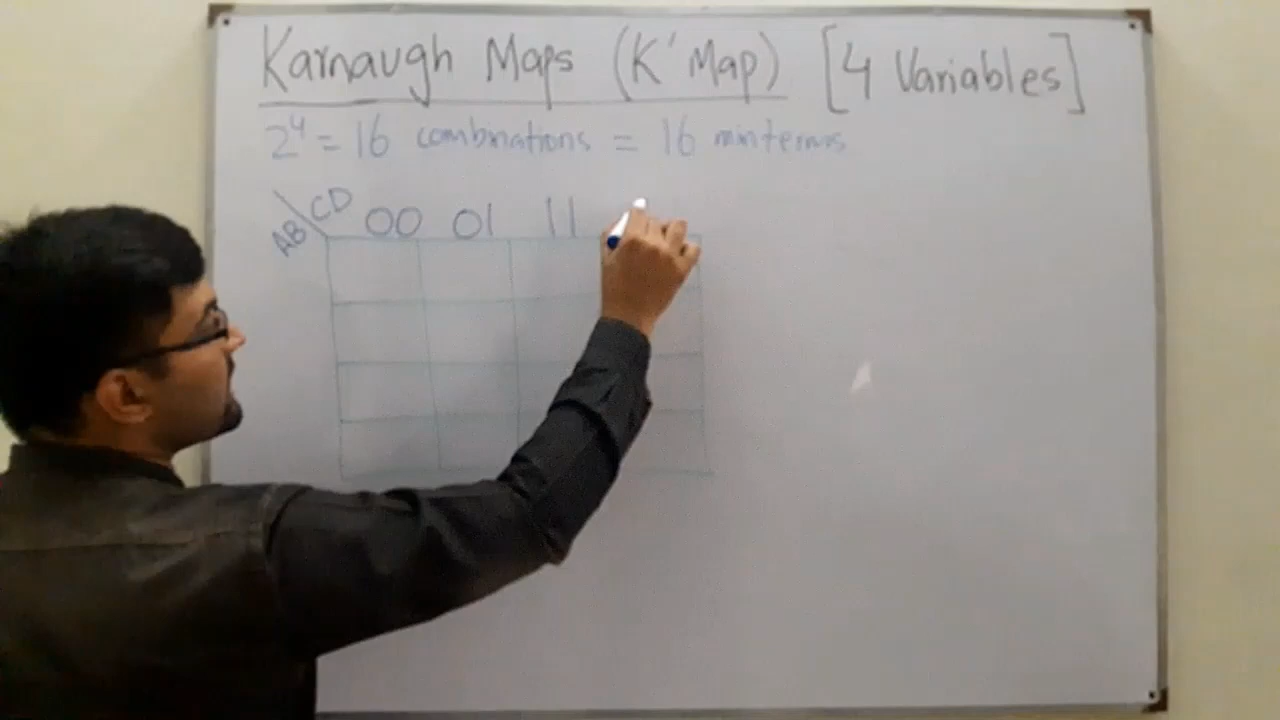 Karnaugh Maps (K' Map) [4 Variables]
2⁴ = 16 combinations = 16 minterms
AB\CD 00 01 11